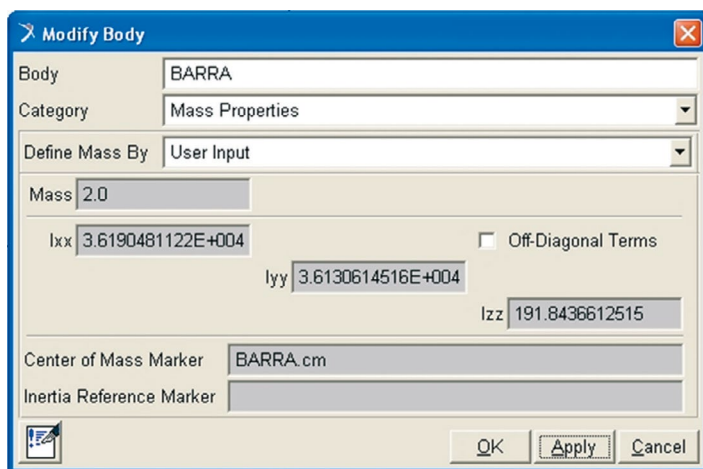 Modify Body
Body BARRA
Category Mass Properties
Define Mass By User Input
Mass 2.0
Ixx 3.6190481122E+004 Off-Diagonal Terms
Iyy 3.6130614516E+004
Izz 191.8436612515
Center of Mass Marker BARRA.cm
Inertia Reference Marker
OK Apply Cancel